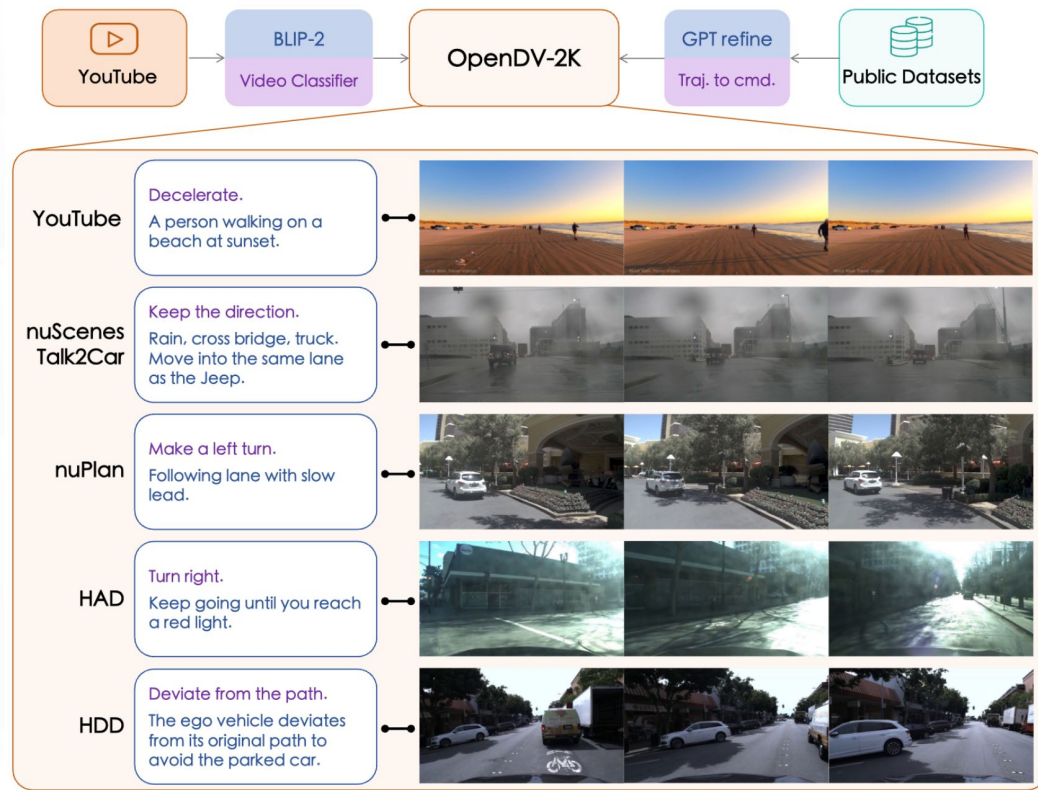 YouTube
BLIP-2
Video Classifier
OpenDV-2K
GPT refine
Traj. to cmd.
Public Datasets
YouTube
Decelerate.
A person walking on a
beach at sunset.
nuScenes
Talk2Car
Keep the direction.
Rain, cross bridge, truck.
Move into the same lane
as the Jeep.
nuPlan
Make a left turn.
Following lane with slow
lead.
HAD
Turn right.
Keep going until you reach
a red light.
HDD
Deviate from the path.
The ego vehicle deviates
from its original path to
avoid the parked car.